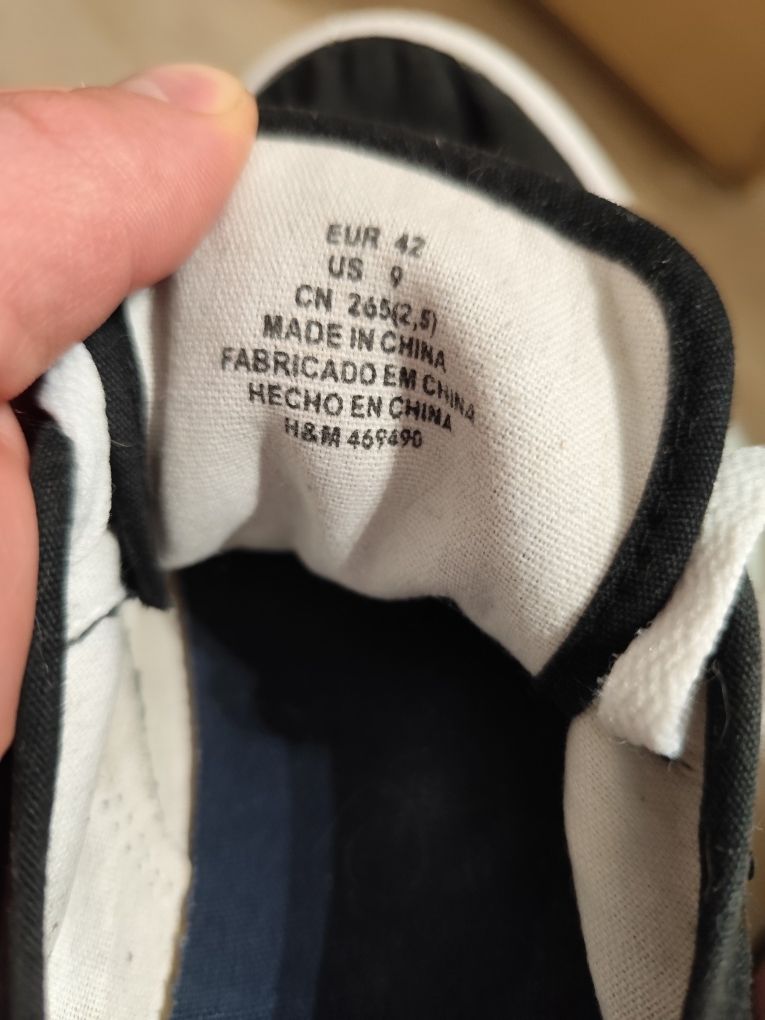 EUR 42
US 9
CN 265(2,5)
MADE IN CHINA
FABRICADO EM CHINA
HECHO EN CHINA
H&M 469490